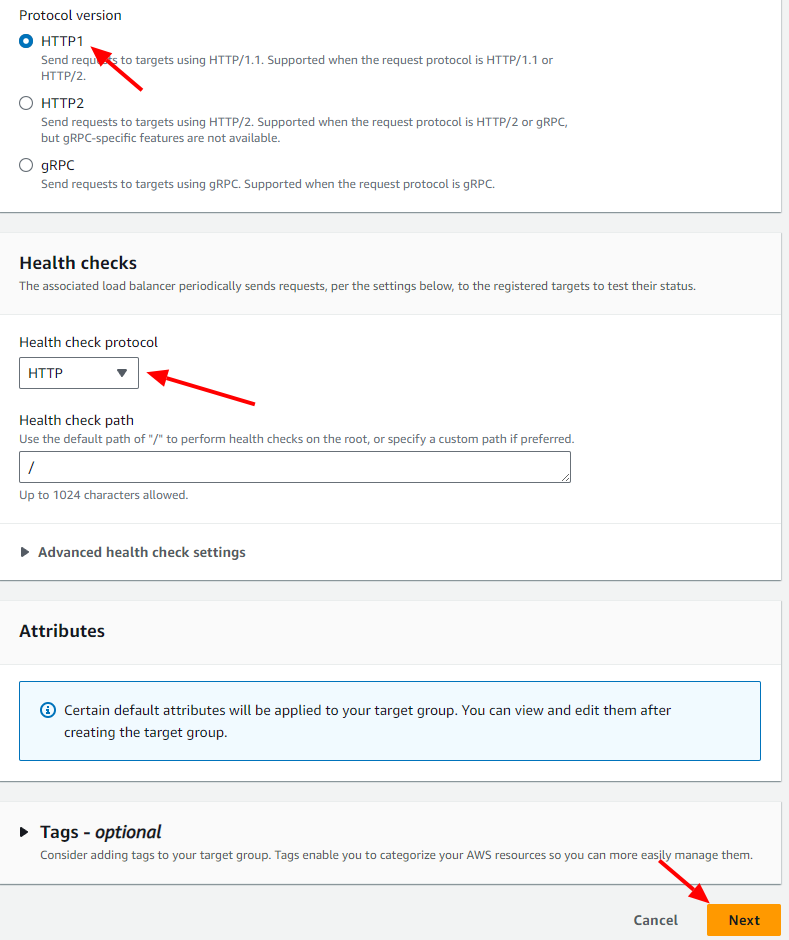 Protocol version
HTTP1
Send requests to targets using HTTP/1.1. Supported when the request protocol is HTTP/1.1 or
HTTP/2.
HTTP2
Send requests to targets using HTTP/2. Supported when the request protocol is HTTP/2 or gRPC,
but gRPC-specific features are not available.
gRPC
Send requests to targets using gRPC. Supported when the request protocol is gRPC.
Health checks
The associated load balancer periodically sends requests, per the settings below, to the registered targets to test their status.
Health check protocol
HTTP
Health check path
Use the default path of "/" to perform health checks on the root, or specify a custom path if preferred.
/
Up to 1024 characters allowed.
Advanced health check settings
Attributes
Certain default attributes will be applied to your target group. You can view and edit them after
creating the target group.
Tags - optional
Consider adding tags to your target group. Tags enable you to categorize your AWS resources so you can more easily manage them.
Cancel
Next